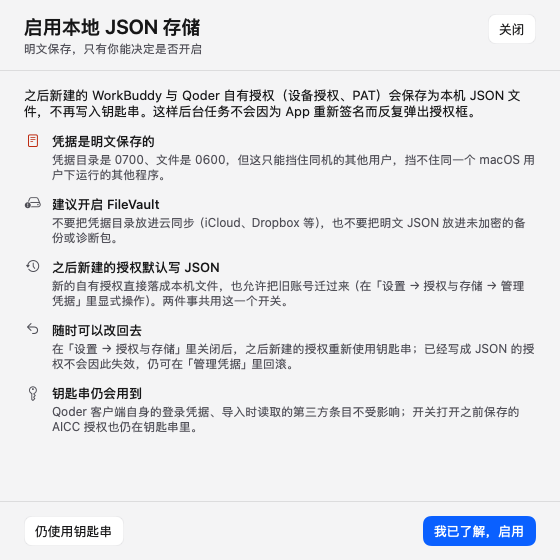 启用本地 JSON 存储
关闭
明文保存，只有你能决定是否开启
之后新建的 WorkBuddy 与 Qoder 自有授权（设备授权、PAT）会保存为本机 JSON 文
件，不再写入钥匙串。这样后台任务不会因为 App 重新签名而反复弹出授权框。
凭据是明文保存的
凭据目录是 0700、文件是 0600，但这只能挡住同机的其他用户，挡不住同一个 macOS 用
户下运行的其他程序。
建议开启 FileVault
不要把凭据目录放进云同步（iCloud、Dropbox 等），也不要把明文 JSON 放进未加密的备
份或诊断包。
之后新建的授权默认写 JSON
新的自有授权直接落成本机文件，也允许把旧账号迁过来（在「设置 → 授权与存储 → 管理
凭据」里显式操作）。两件事共用这一个开关。
随时可以改回去
在「设置 → 授权与存储」里关闭后，之后新建的授权重新使用钥匙串；已经写成 JSON 的授
权不会因此失效，仍可在「管理凭据」里回滚。
钥匙串仍会用到
Qoder 客户端自身的登录凭据、导入时读取的第三方条目不受影响；开关打开之前保存的
AICC 授权也仍在钥匙串里。
仍使用钥匙串
我已了解，启用